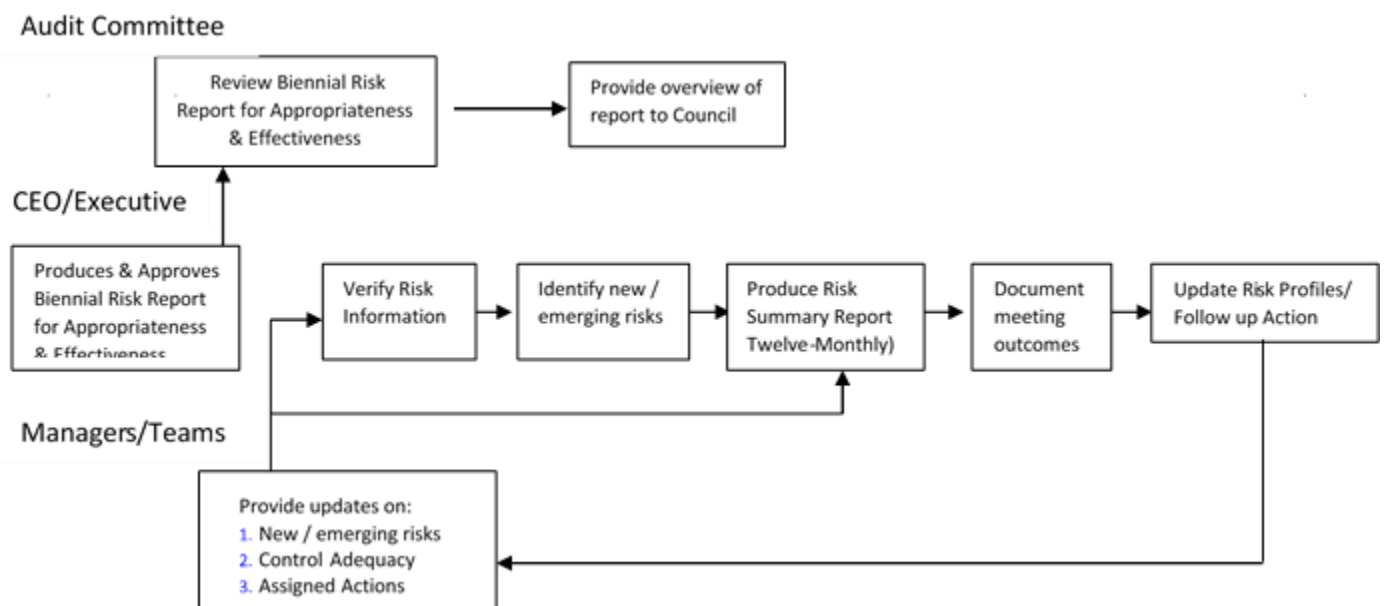 Audit Committee
Review Biennial Risk
Report for Appropriateness
& Effectiveness
Provide overview of
report to Council
CEO/Executive
Produces & Approves
Biennial Risk Report
for Appropriateness
& Effectiveness
Verify Risk
Information
Identify new /
emerging risks
Produce Risk
Summary Report
Twelve-Monthly)
Document
meeting
outcomes
Update Risk Profiles/
Follow up Action
Managers/Teams
Provide updates on:
1. New / emerging risks
2. Control Adequacy
3. Assigned Actions